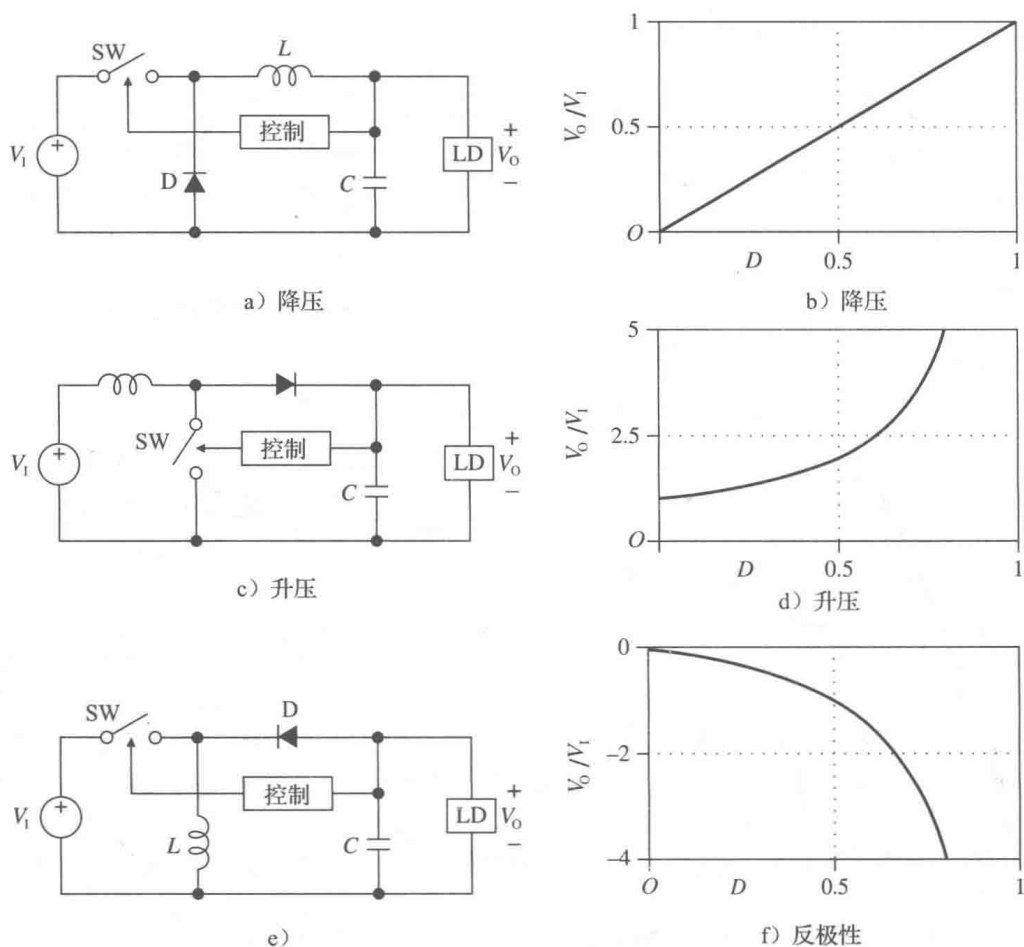 SW
L
控制
V_I
+
D
C
LD
+
V_O
−
a）降压
V_O/V_I
1
0.5
O
D
0.5
1
b）降压
V_I
+
SW
控制
C
LD
+
V_O
−
c）升压
V_O/V_I
5
2.5
O
D
0.5
1
d）升压
SW
D
控制
V_I
+
L
C
LD
+
V_O
−
e）
V_O/V_I
0
−2
−4
O
D
0.5
1
f）反极性